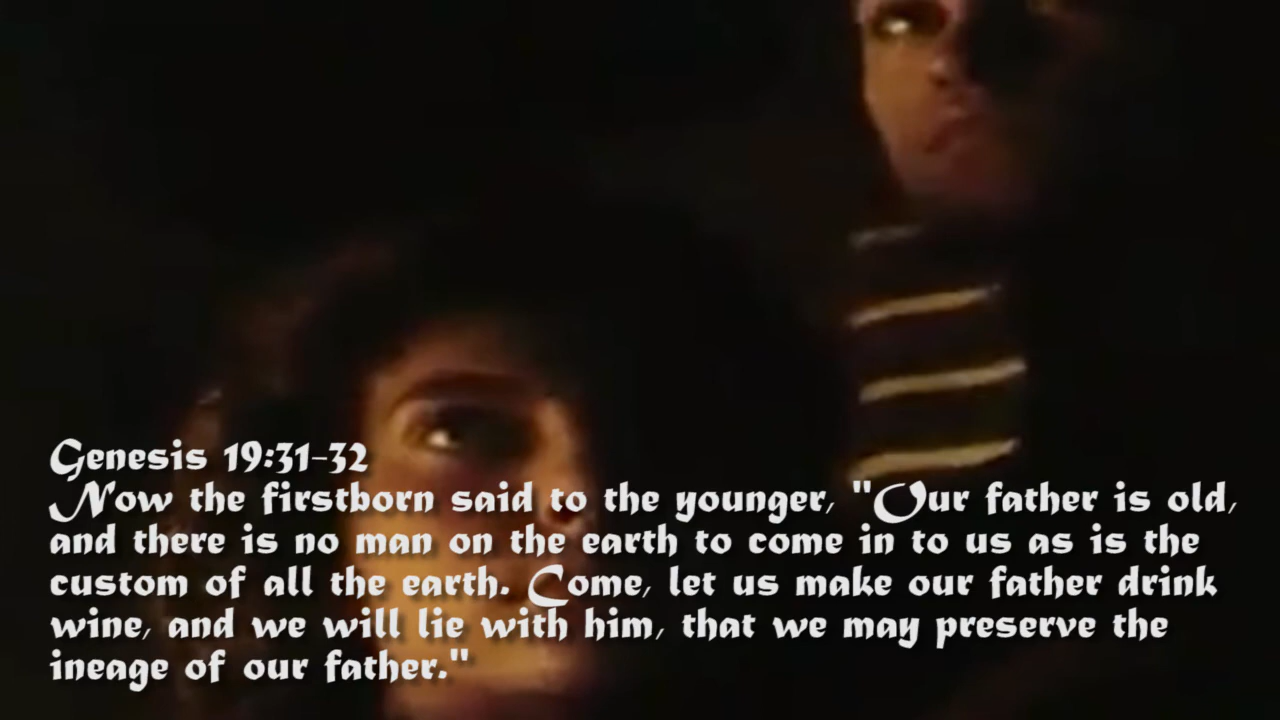 Genesis 19:31-32
Now the firstborn said to the younger, "Our father is old,
and there is no man on the earth to come in to us as is the
custom of all the earth. Come, let us make our father drink
wine, and we will lie with him, that we may preserve the
ineage of our father."